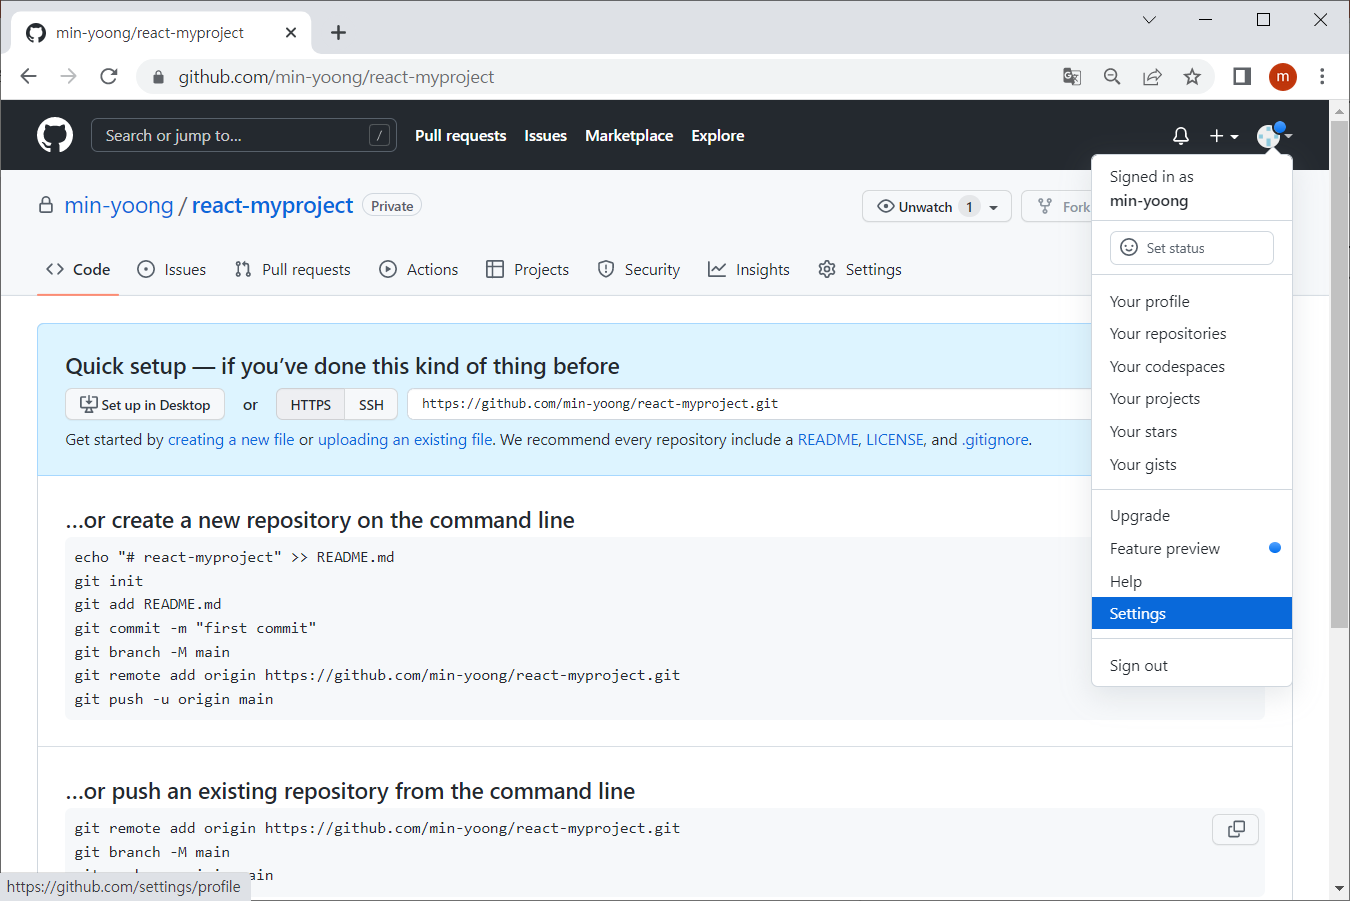 min-yoong/react-myproject
github.com/min-yoong/react-myproject
m
Search or jump to...
/
Pull requests
Issues
Marketplace
Explore
Signed in as
min-yoong
Set status
Your profile
Your repositories
Your codespaces
Your projects
Your stars
Your gists
Upgrade
Feature preview
Help
Settings
Sign out
min-yoong / react-myproject
Private
Unwatch 1
Fork
Code
Issues
Pull requests
Actions
Projects
Security
Insights
Settings
Quick setup — if you’ve done this kind of thing before
Set up in Desktop
or
HTTPS
SSH
https://github.com/min-yoong/react-myproject.git
Get started by creating a new file or uploading an existing file. We recommend every repository include a README, LICENSE, and .gitignore.
…or create a new repository on the command line
echo "# react-myproject" >> README.md
git init
git add README.md
git commit -m "first commit"
git branch -M main
git remote add origin https://github.com/min-yoong/react-myproject.git
git push -u origin main
…or push an existing repository from the command line
git remote add origin https://github.com/min-yoong/react-myproject.git
git branch -M main
https://github.com/settings/profile